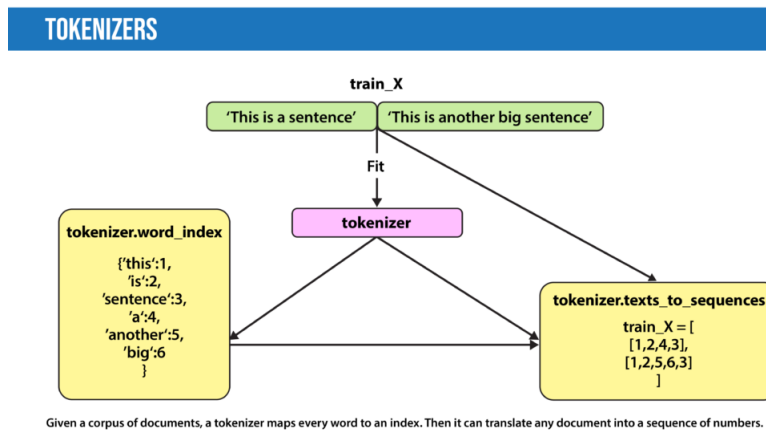 TOKENIZERS
train_X
‘This is a sentence’
‘This is another big sentence’
Fit
tokenizer
tokenizer.word_index
{‘this‘:1,
’is‘:2,
’sentence‘:3,
’a‘:4,
’another‘:5,
’big‘:6
}
tokenizer.texts_to_sequences
train_X = [
[1,2,4,3],
[1,2,5,6,3]
]
Given a corpus of documents, a tokenizer maps every word to an index. Then it can translate any document into a sequence of numbers.